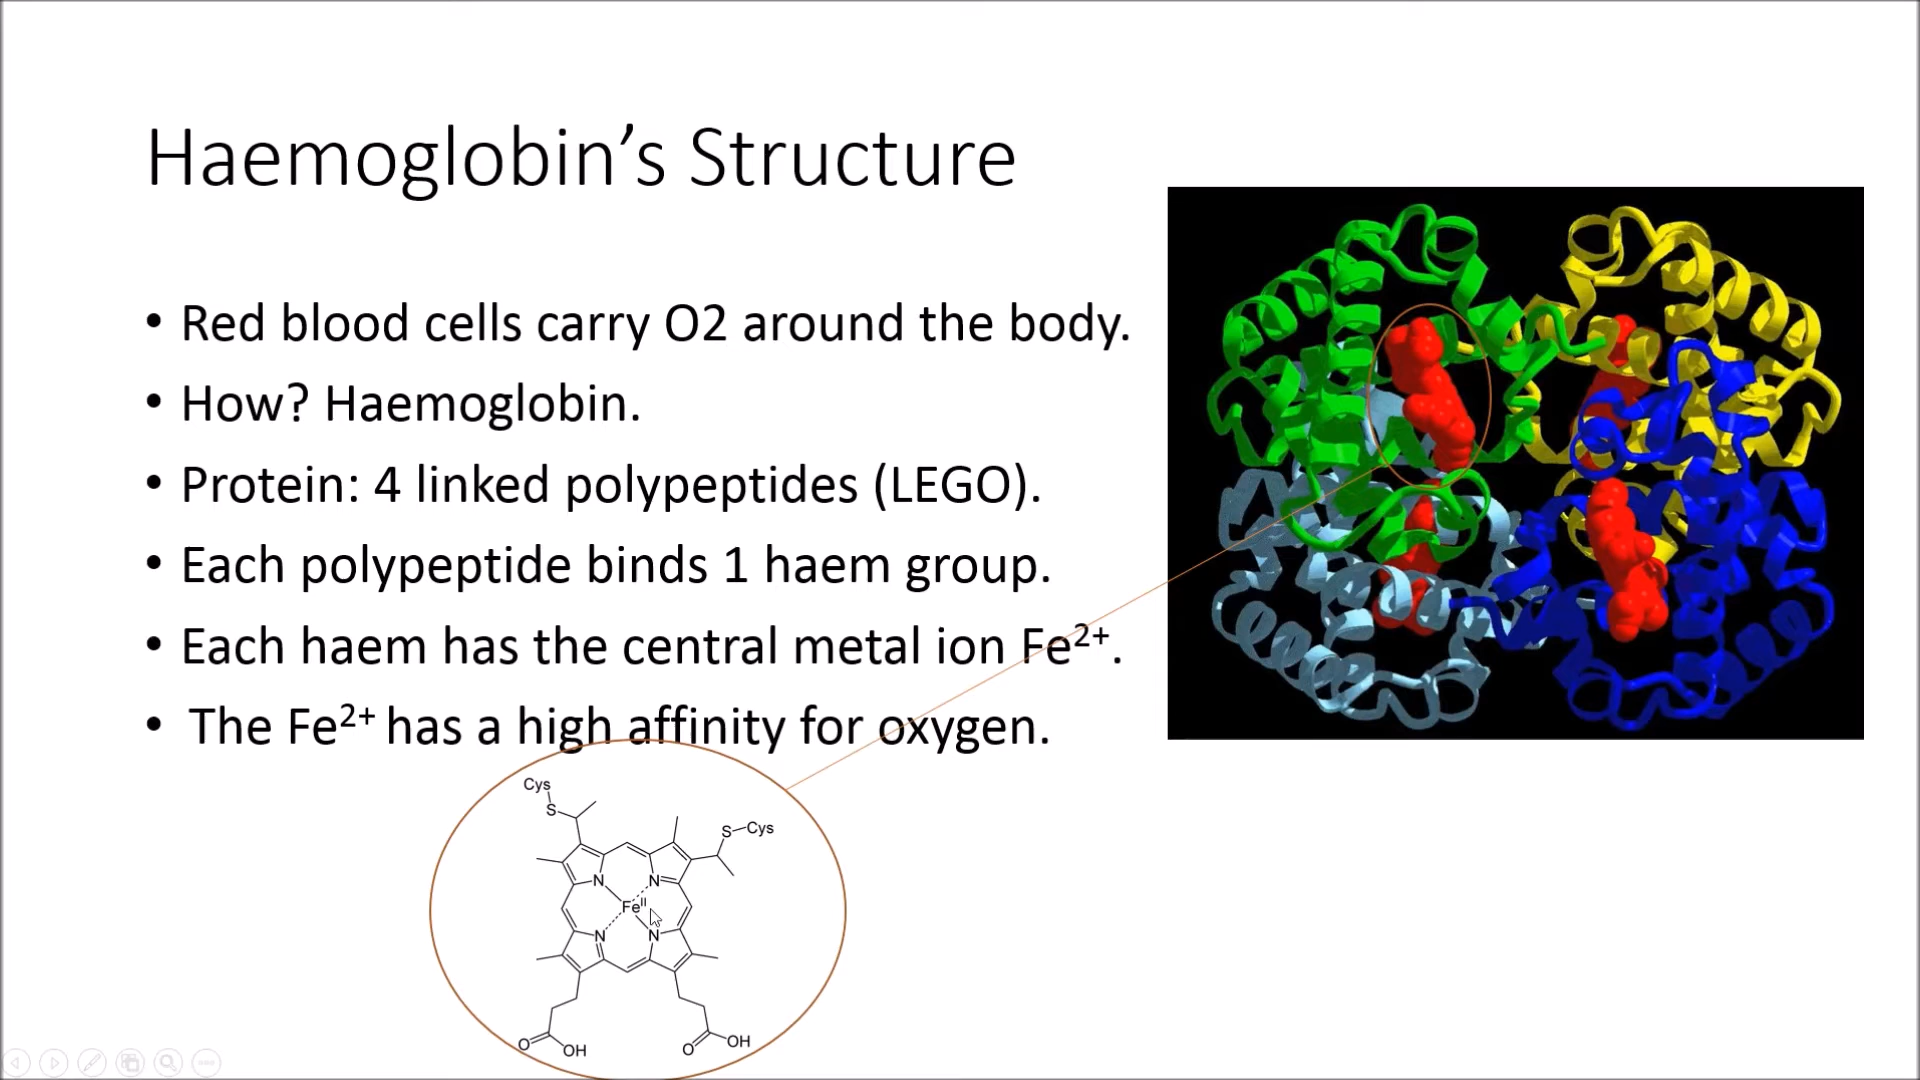 Haemoglobin’s Structure
• Red blood cells carry O2 around the body.
• How? Haemoglobin.
• Protein: 4 linked polypeptides (LEGO).
• Each polypeptide binds 1 haem group.
• Each haem has the central metal ion Fe²⁺.
• The Fe²⁺ has a high affinity for oxygen.
Cys
S
S Cys
N N
Feᴵᴵ
N N
O OH
O OH